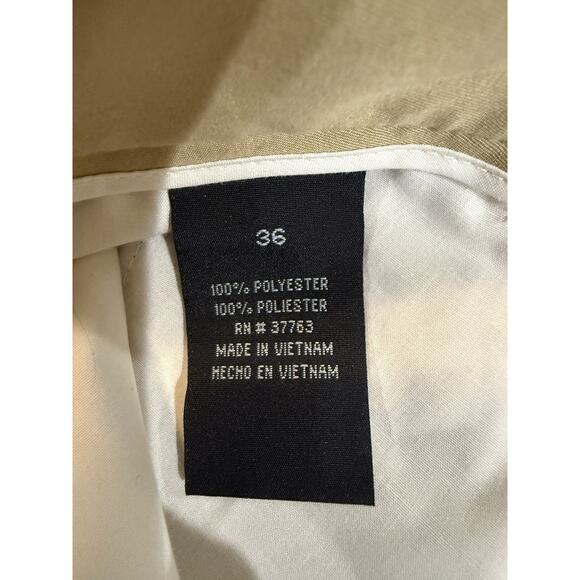 36
100% POLYESTER
100% POLIESTER
RN # 37763
MADE IN VIETNAM
HECHO EN VIETNAM